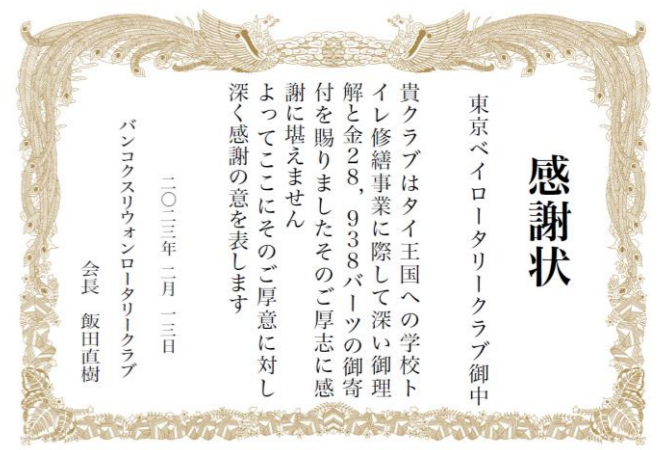 感謝状
東京ベイロータリークラブ御中
貴クラブはタイ王国への学校ト
イレ修繕事業に際して深い御理
解と金28，938バーツの御寄
付を賜りましたそのご厚志に感
謝に堪えません
よってここにそのご厚意に対し
深く感謝の意を表します
二〇二三年 二月 一三日
バンコクスリウォンロータリークラブ
会長 飯田直樹